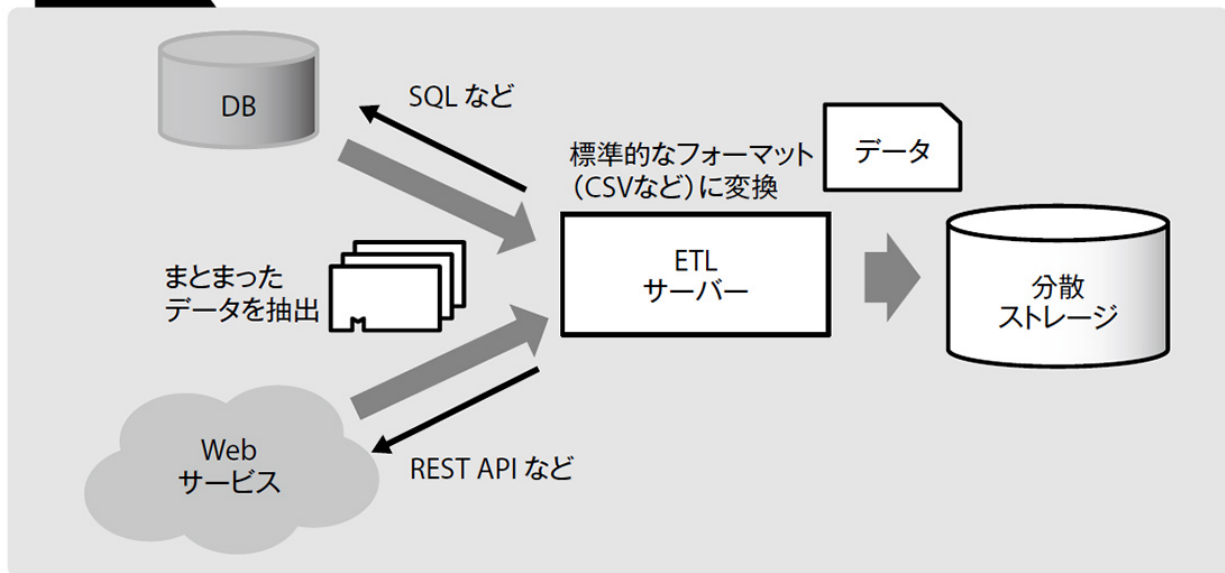 DB
SQL など
標準的なフォーマット
（CSVなど）に変換
データ
まとまった
データを抽出
ETL
サーバー
分散
ストレージ
Web
サービス
REST API など